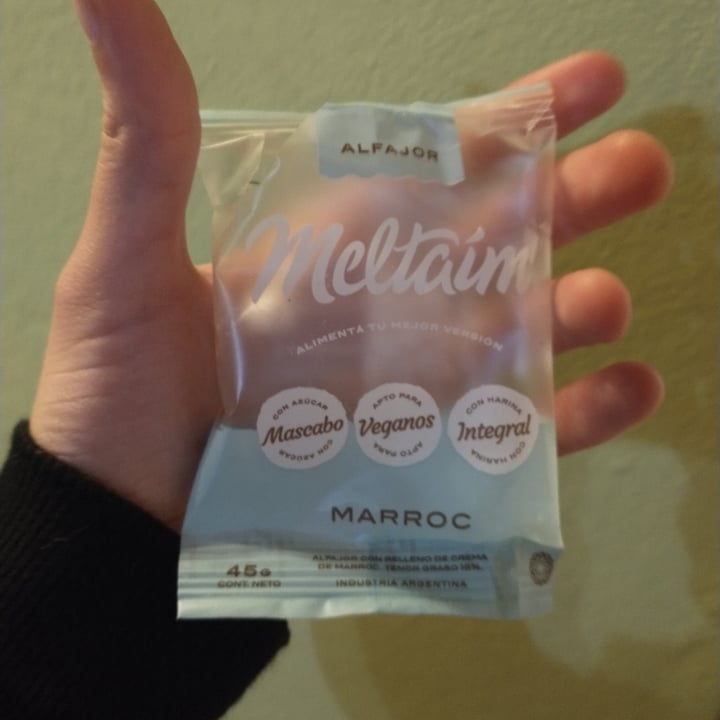 ALFAJOR
Meltaím
ALIMENTA TU MEJOR VERSIÓN
CON AZÚCAR
Mascabo
CON AZÚCAR
APTO PARA
Veganos
APTO PARA
CON HARINA
Integral
CON HARINA
MARROC
ALFAJOR CON RELLENO DE CREMA
DE MARROC. TENOR GRASO 18%.
INDUSTRIA ARGENTINA
45G
CONT. NETO